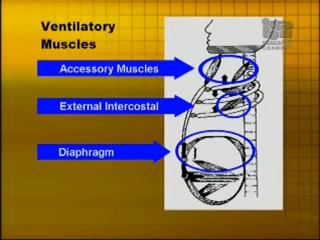 Ventilatory
Muscles
Accessory Muscles
External Intercostal
Diaphragm